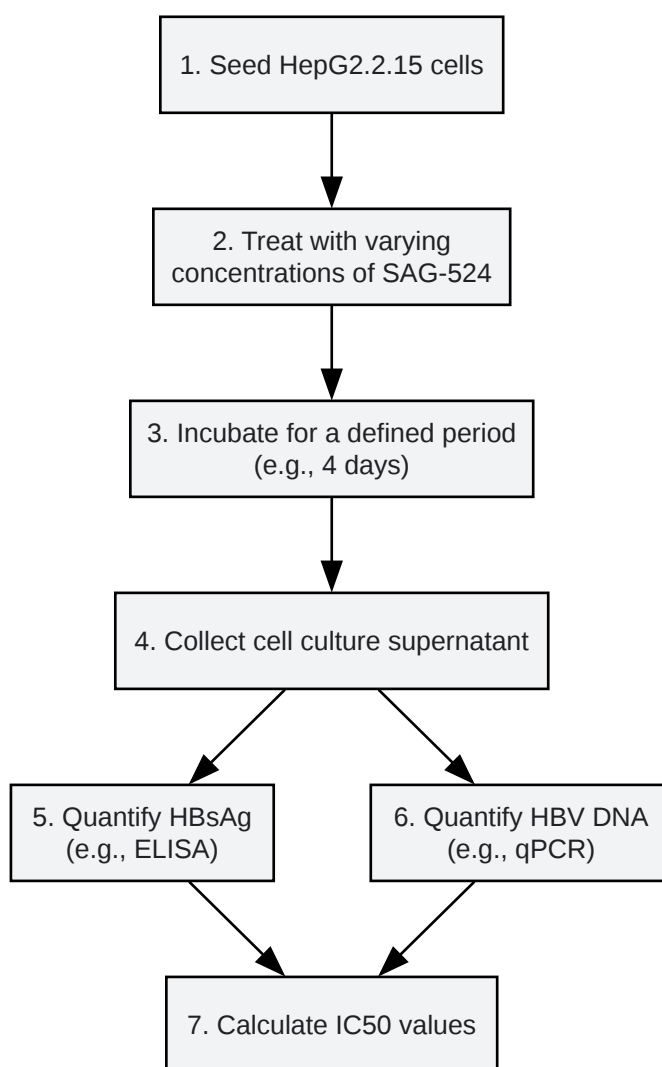 1. Seed HepG2.2.15 cells
2. Treat with varying
concentrations of SAG-524
3. Incubate for a defined period
(e.g., 4 days)
4. Collect cell culture supernatant
5. Quantify HBsAg
(e.g., ELISA)
6. Quantify HBV DNA
(e.g., qPCR)
7. Calculate IC50 values